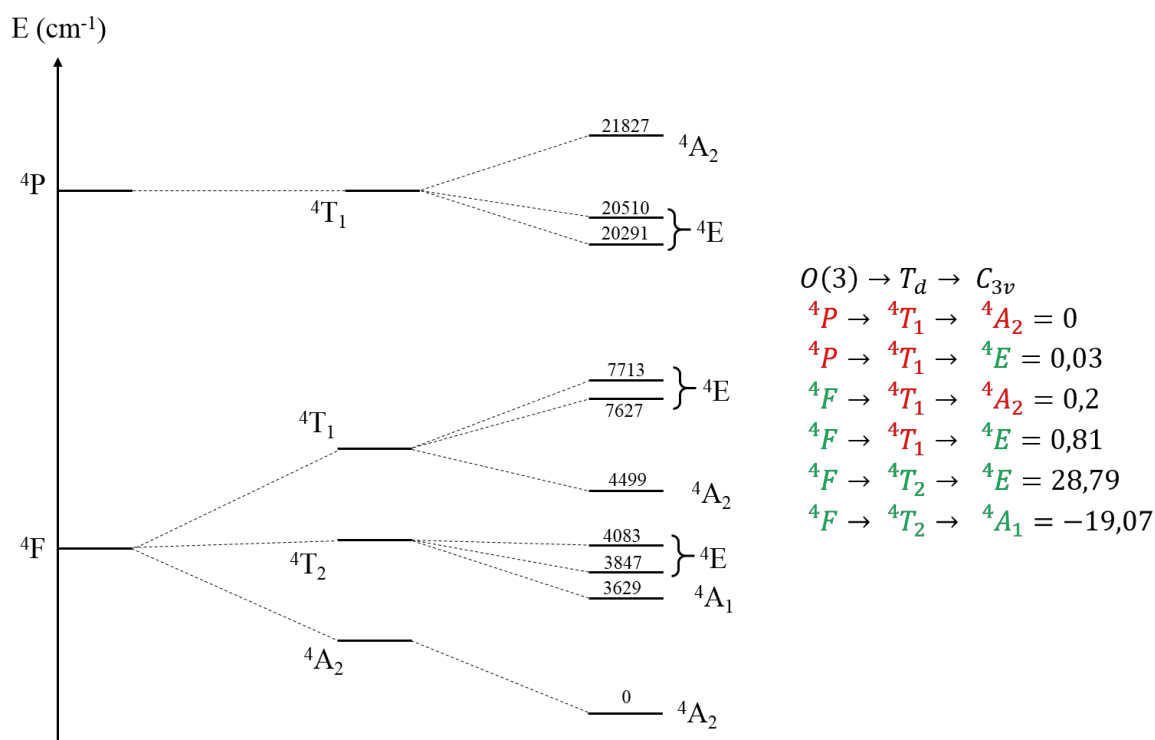 E (cm⁻¹)
21827
⁴A₂
⁴P
⁴T₁
20510
⁴E
20291
O(3) → T_d → C₃ᵥ
⁴P → ⁴T₁ → ⁴A₂ = 0
⁴P → ⁴T₁ → ⁴E = 0,03
⁴F → ⁴T₁ → ⁴A₂ = 0,2
⁴F → ⁴T₁ → ⁴E = 0,81
⁴F → ⁴T₂ → ⁴E = 28,79
⁴F → ⁴T₂ → ⁴A₁ = −19,07
7713
⁴E
7627
⁴T₁
4499
⁴A₂
⁴F
⁴T₂
4083
⁴E
3847
3629
⁴A₁
⁴A₂
0
⁴A₂